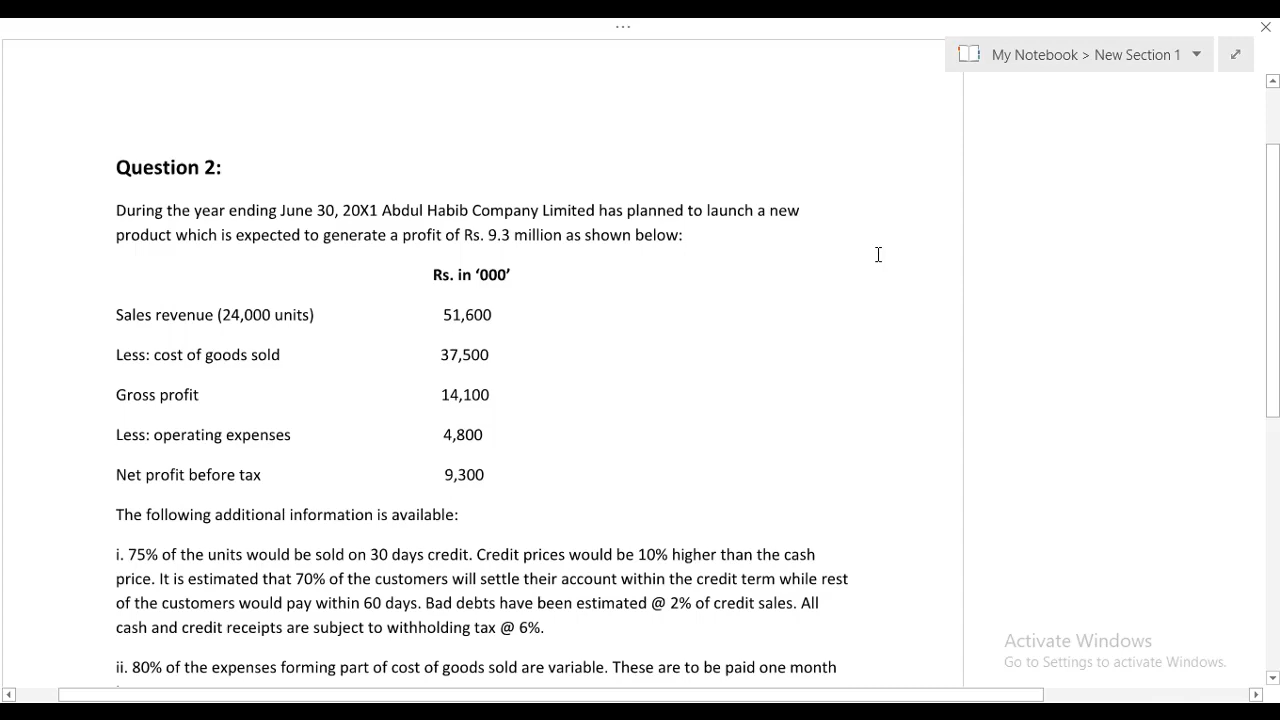 ...
My Notebook > New Section 1
Question 2:
During the year ending June 30, 20X1 Abdul Habib Company Limited has planned to launch a new
product which is expected to generate a profit of Rs. 9.3 million as shown below:
Rs. in ‘000’
Sales revenue (24,000 units) 51,600
Less: cost of goods sold 37,500
Gross profit 14,100
Less: operating expenses 4,800
Net profit before tax 9,300
The following additional information is available:
i. 75% of the units would be sold on 30 days credit. Credit prices would be 10% higher than the cash
price. It is estimated that 70% of the customers will settle their account within the credit term while rest
of the customers would pay within 60 days. Bad debts have been estimated @ 2% of credit sales. All
cash and credit receipts are subject to withholding tax @ 6%.
ii. 80% of the expenses forming part of cost of goods sold are variable. These are to be paid one month
Activate Windows
Go to Settings to activate Windows.